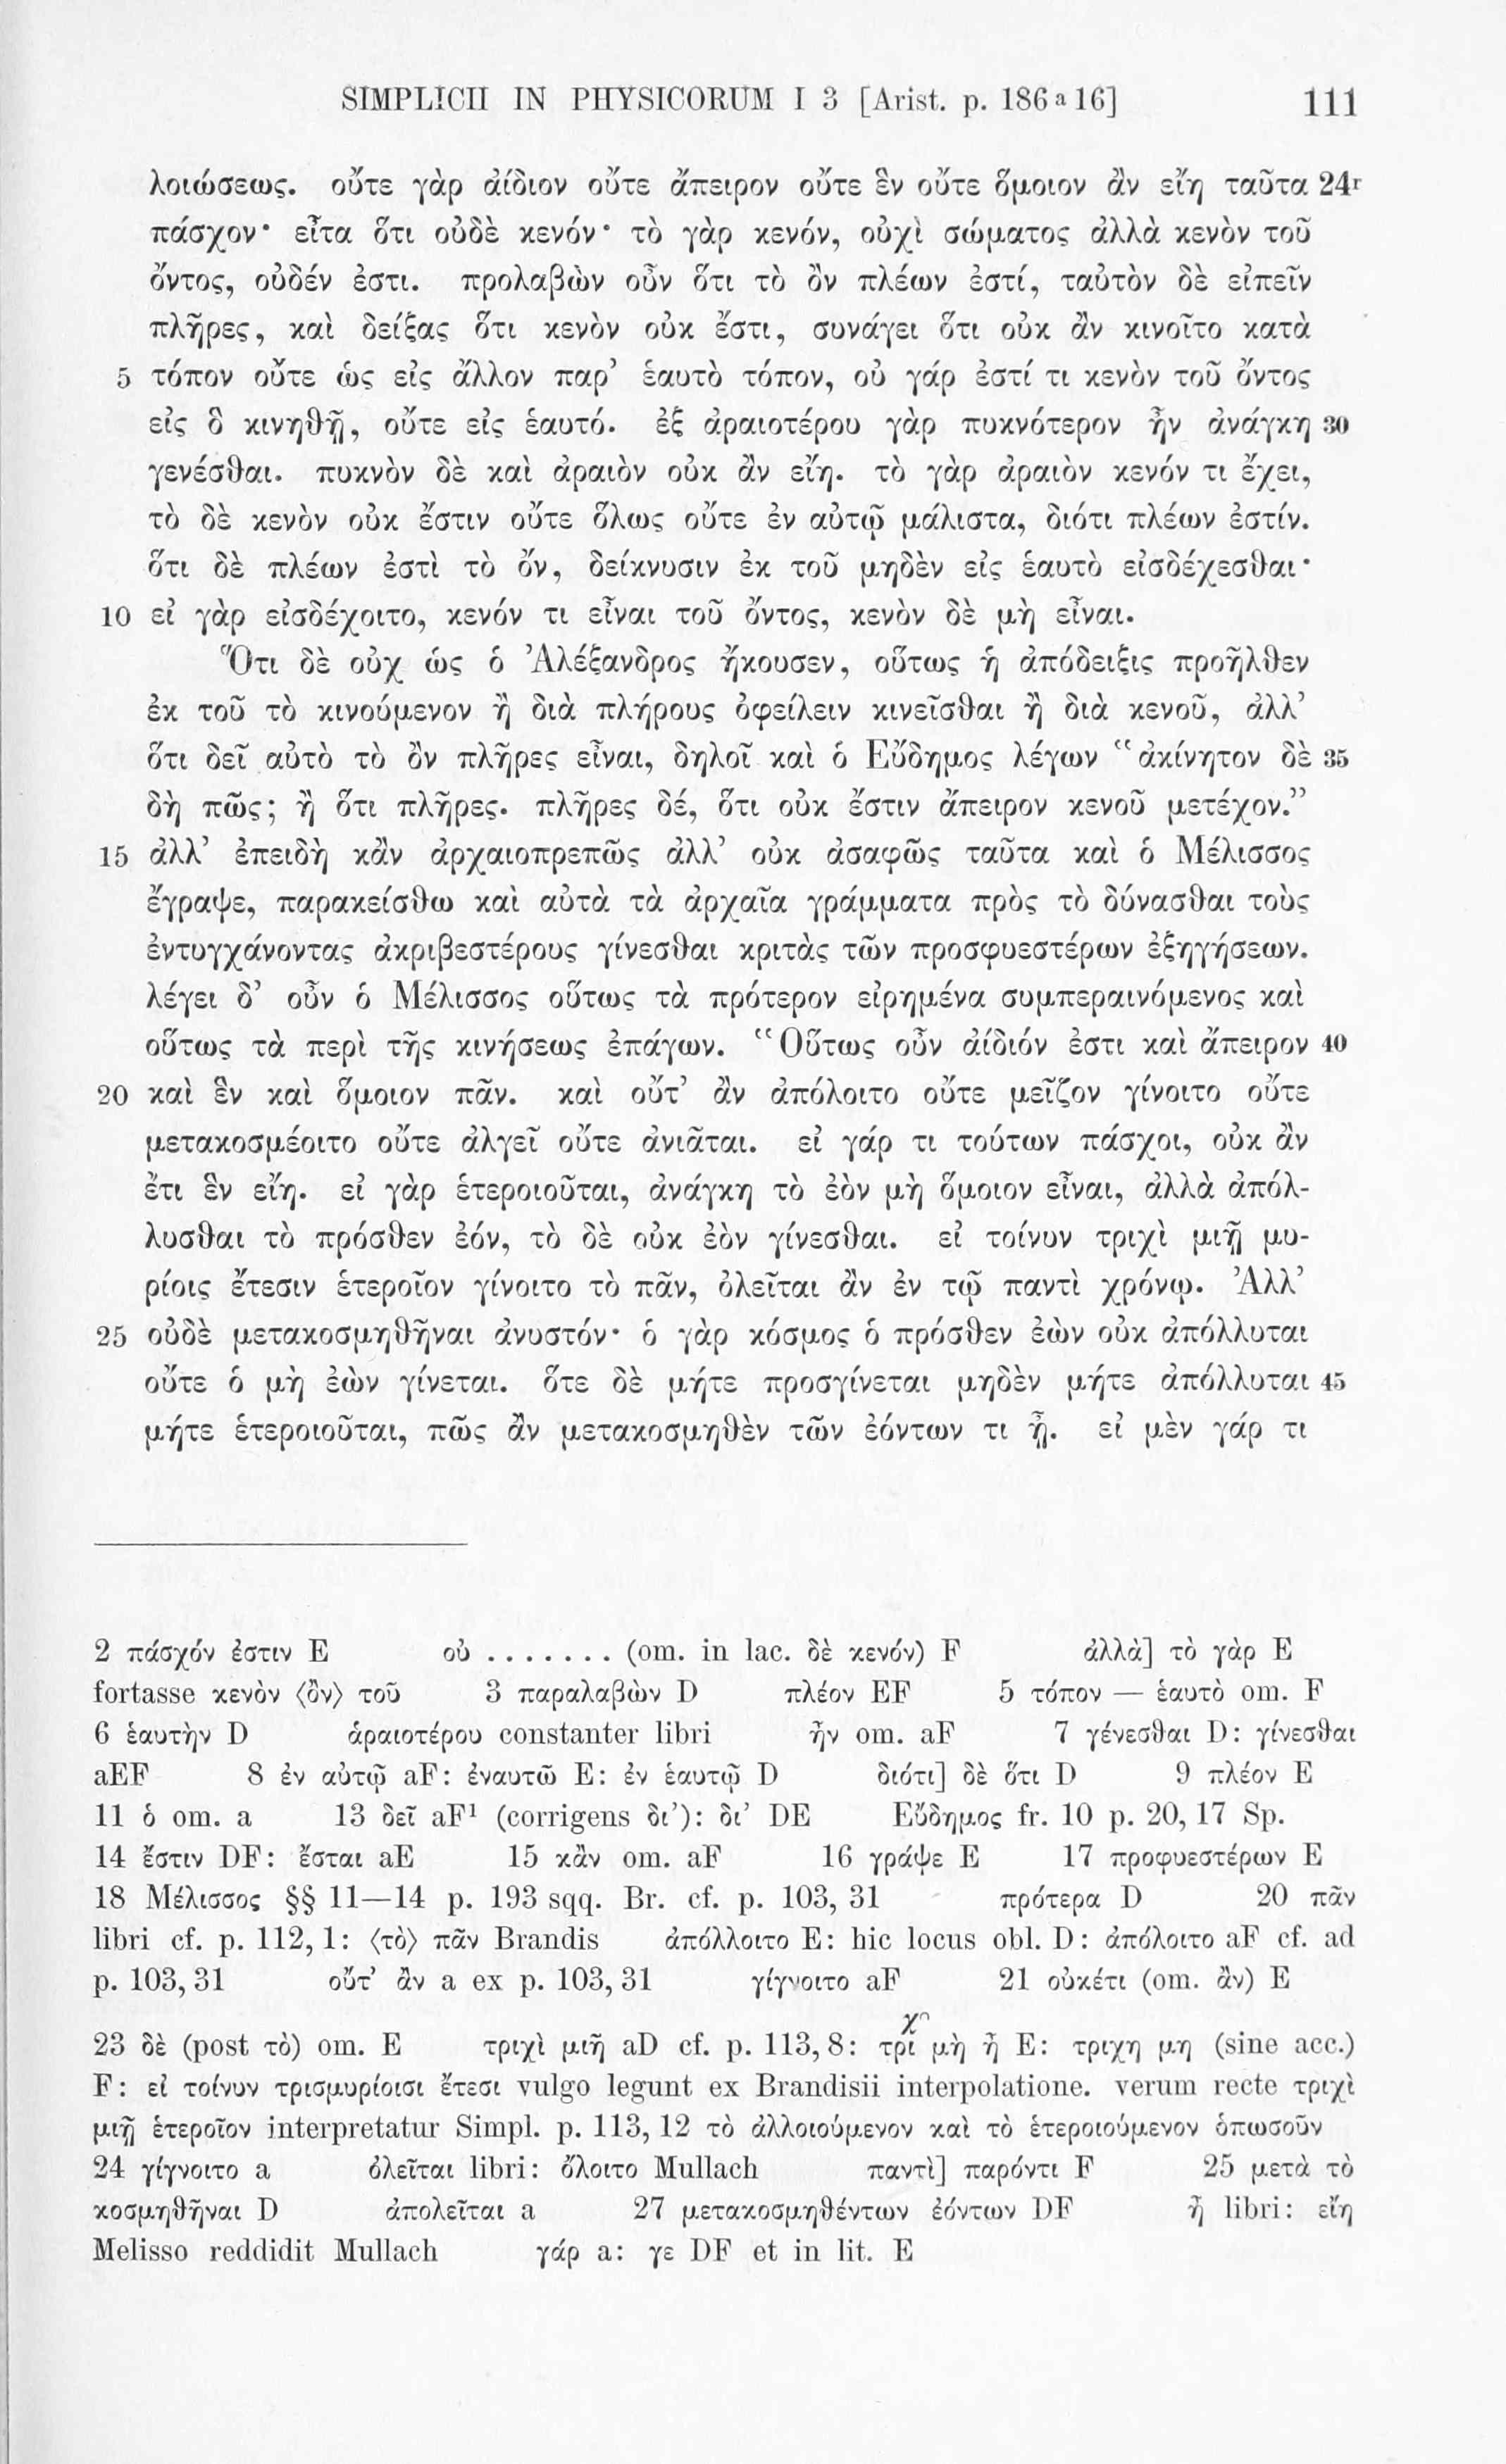 SIMPLICII IN PHYSICORUM I 3 [Arist. p. 186 a 16] 111
λοιώσεως. οὔτε γὰρ ἀίδιον οὔτε ἄπειρον οὔτε ἓν οὔτε ὅμοιον ἂν εἴη ταῦτα 24r
πάσχον· εἶτα ὅτι οὐδὲ κενόν· τὸ γὰρ κενόν, οὐχὶ σώματος ἀλλὰ κενὸν τοῦ
ὄντος, οὐδέν ἐστι. προλαβὼν οὖν ὅτι τὸ ὂν πλέων ἐστί, ταὐτὸν δὲ εἰπεῖν
πλῆρες, καὶ δείξας ὅτι κενὸν οὐκ ἔστι, συνάγει ὅτι οὐκ ἂν κινοῖτο κατὰ
5 τόπον οὔτε ὡς εἰς ἄλλον παρ’ ἑαυτὸ τόπον, οὐ γάρ ἐστί τι κενὸν τοῦ ὄντος
εἰς ὃ κινηθῇ, οὔτε εἰς ἑαυτό. ἐξ ἀραιοτέρου γὰρ πυκνότερον ἦν ἀνάγκη 30
γενέσθαι. πυκνὸν δὲ καὶ ἀραιὸν οὐκ ἂν εἴη. τὸ γὰρ ἀραιὸν κενόν τι ἔχει,
τὸ δὲ κενὸν οὐκ ἔστιν οὔτε ὅλως οὔτε ἐν αὐτῷ μάλιστα, διότι πλέων ἐστίν.
ὅτι δὲ πλέων ἐστὶ τὸ ὄν, δείκνυσιν ἐκ τοῦ μηδὲν εἰς ἑαυτὸ εἰσδέχεσθαι·
10 εἰ γὰρ εἰσδέχοιτο, κενόν τι εἶναι τοῦ ὄντος, κενὸν δὲ μὴ εἶναι.
Ὅτι δὲ οὐχ ὡς ὁ Ἀλέξανδρος ἤκουσεν, οὕτως ἡ ἀπόδειξις προῆλθεν
ἐκ τοῦ τὸ κινούμενον ἢ διὰ πλήρους ὀφείλειν κινεῖσθαι ἢ διὰ κενοῦ, ἀλλ’
ὅτι δεῖ αὐτὸ τὸ ὂν πλῆρες εἶναι, δηλοῖ καὶ ὁ Εὔδημος λέγων “ἀκίνητον δὲ 35
δὴ πῶς; ἢ ὅτι πλῆρες. πλῆρες δέ, ὅτι οὐκ ἔστιν ἄπειρον κενοῦ μετέχον.”
15 ἀλλ’ ἐπειδὴ κἂν ἀρχαιοπρεπῶς ἀλλ’ οὐκ ἀσαφῶς ταῦτα καὶ ὁ Μέλισσος
ἔγραψε, παρακείσθω καὶ αὐτὰ τὰ ἀρχαῖα γράμματα πρὸς τὸ δύνασθαι τοὺς
ἐντυγχάνοντας ἀκριβεστέρους γίνεσθαι κριτὰς τῶν προσφυεστέρων ἐξηγήσεων.
λέγει δ’ οὖν ὁ Μέλισσος οὕτως τὰ πρότερον εἰρημένα συμπεραινόμενος καὶ
οὕτως τὰ περὶ τῆς κινήσεως ἐπάγων. “Οὕτως οὖν ἀίδιόν ἐστι καὶ ἄπειρον 40
20 καὶ ἓν καὶ ὅμοιον πᾶν. καὶ οὔτ’ ἂν ἀπόλοιτο οὔτε μεῖζον γίνοιτο οὔτε
μετακοσμέοιτο οὔτε ἀλγεῖ οὔτε ἀνιᾶται. εἰ γάρ τι τούτων πάσχοι, οὐκ ἂν
ἔτι ἓν εἴη. εἰ γὰρ ἑτεροιοῦται, ἀνάγκη τὸ ἐὸν μὴ ὅμοιον εἶναι, ἀλλὰ ἀπόλ-
λυσθαι τὸ πρόσθεν ἐόν, τὸ δὲ οὐκ ἐὸν γίνεσθαι. εἰ τοίνυν τριχὶ μιῇ μυ-
ρίοις ἔτεσιν ἑτεροῖον γίνοιτο τὸ πᾶν, ὀλεῖται ἂν ἐν τῷ παντὶ χρόνῳ. Ἀλλ’
25 οὐδὲ μετακοσμηθῆναι ἀνυστόν· ὁ γὰρ κόσμος ὁ πρόσθεν ἐὼν οὐκ ἀπόλλυται
οὔτε ὁ μὴ ἐὼν γίνεται. ὅτε δὲ μήτε προσγίνεται μηδὲν μήτε ἀπόλλυται 45
μήτε ἑτεροιοῦται, πῶς ἂν μετακοσμηθὲν τῶν ἐόντων τι ᾖ. εἰ μὲν γάρ τι
2 πάσχόν ἐστιν E οὐ ....... (om. in lac. δὲ κενόν) F ἀλλὰ] τὸ γὰρ E
fortasse κενὸν ⟨ὂν⟩ τοῦ 3 παραλαβὼν D πλέον EF 5 τόπον — ἑαυτὸ om. F
6 ἑαυτὴν D ἁραιοτέρου constanter libri ἦν om. aF 7 γένεσθαι D: γίνεσθαι
aEF 8 ἐν αὐτῷ aF: ἐναυτῶ E: ἐν ἑαυτῷ D διότι] δὲ ὅτι D 9 πλέον E
11 ὁ om. a 13 δεῖ aF¹ (corrigens δι’): δι’ DE Εὔδημος fr. 10 p. 20, 17 Sp.
14 ἔστιν DF: ἔσται aE 15 κἂν om. aF 16 γράψε E 17 προφυεστέρων E
18 Μέλισσος §§ 11—14 p. 193 sqq. Br. cf. p. 103, 31 πρότερα D 20 πᾶν
libri cf. p. 112, 1: ⟨τὸ⟩ πᾶν Brandis ἀπόλλοιτο E: hic locus obl. D: ἀπόλοιτο aF cf. ad
p. 103, 31 οὔτ’ ἂν a ex p. 103, 31 γίγνοιτο aF 21 οὐκέτι (om. ἂν) E
23 δὲ (post τὸ) om. E τριχὶ μιῆ aD cf. p. 113, 8: τρὶ μὴ ἦ E: τριχη μη (sine acc.)
F: εἰ τοίνυν τρισμυρίοισι ἔτεσι vulgo legunt ex Brandisii interpolatione. verum recte τριχὶ
μιῇ ἑτεροῖον interpretatur Simpl. p. 113, 12 τὸ ἀλλοιούμενον καὶ τὸ ἑτεροιούμενον ὁπωσοῦν
24 γίγνοιτο a ὀλεῖται libri: ὄλοιτο Mullach παντὶ] παρόντι F 25 μετὰ τὸ
κοσμηθῆναι D ἀπολεῖται a 27 μετακοσμηθέντων ἐόντων DF ἦ libri: εἴη
Melisso reddidit Mullach γάρ a: γε DF et in lit. E